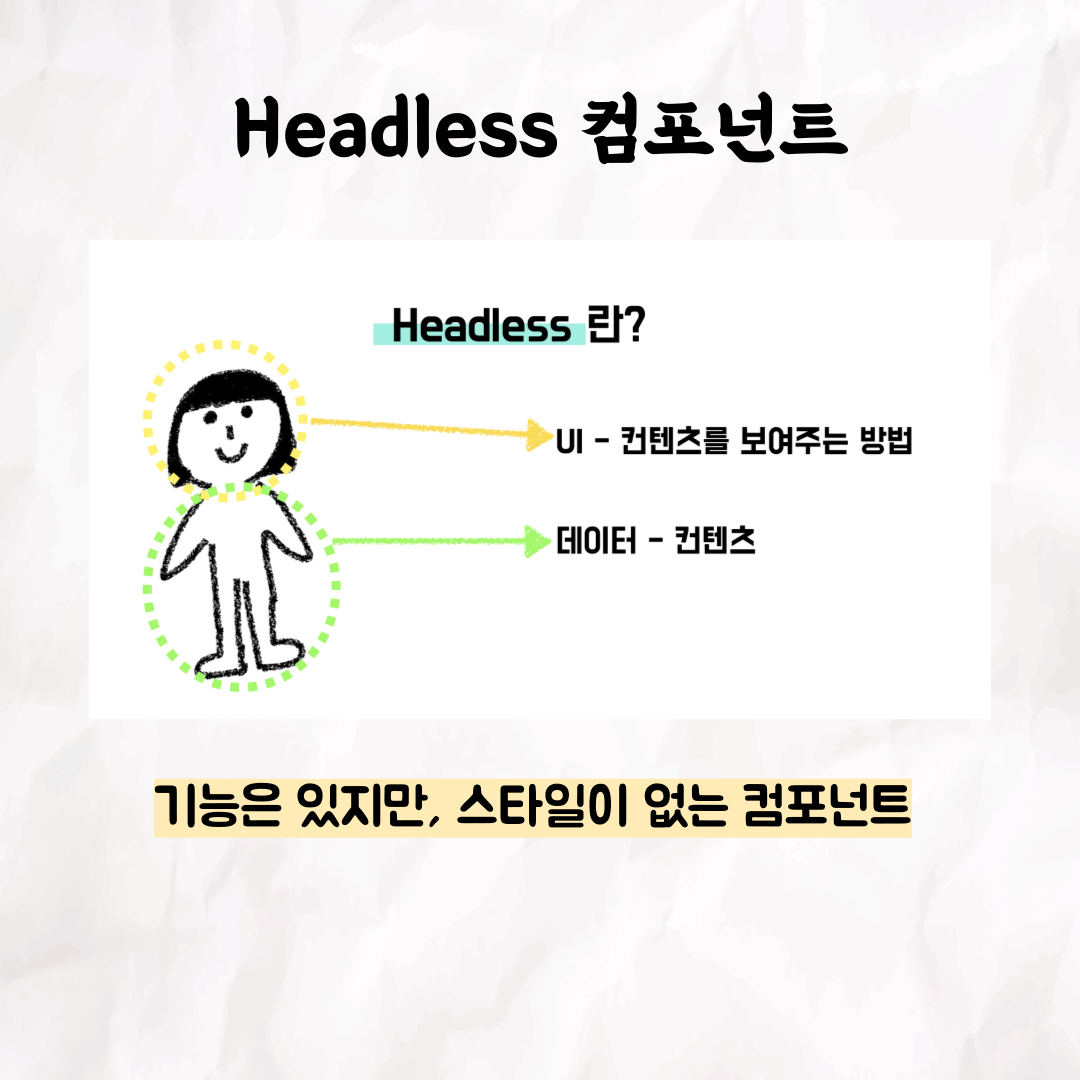 Headless 컴포넌트
Headless 란?
UI - 컨텐츠를 보여주는 방법
데이터 - 컨텐츠
기능은 있지만, 스타일이 없는 컴포넌트